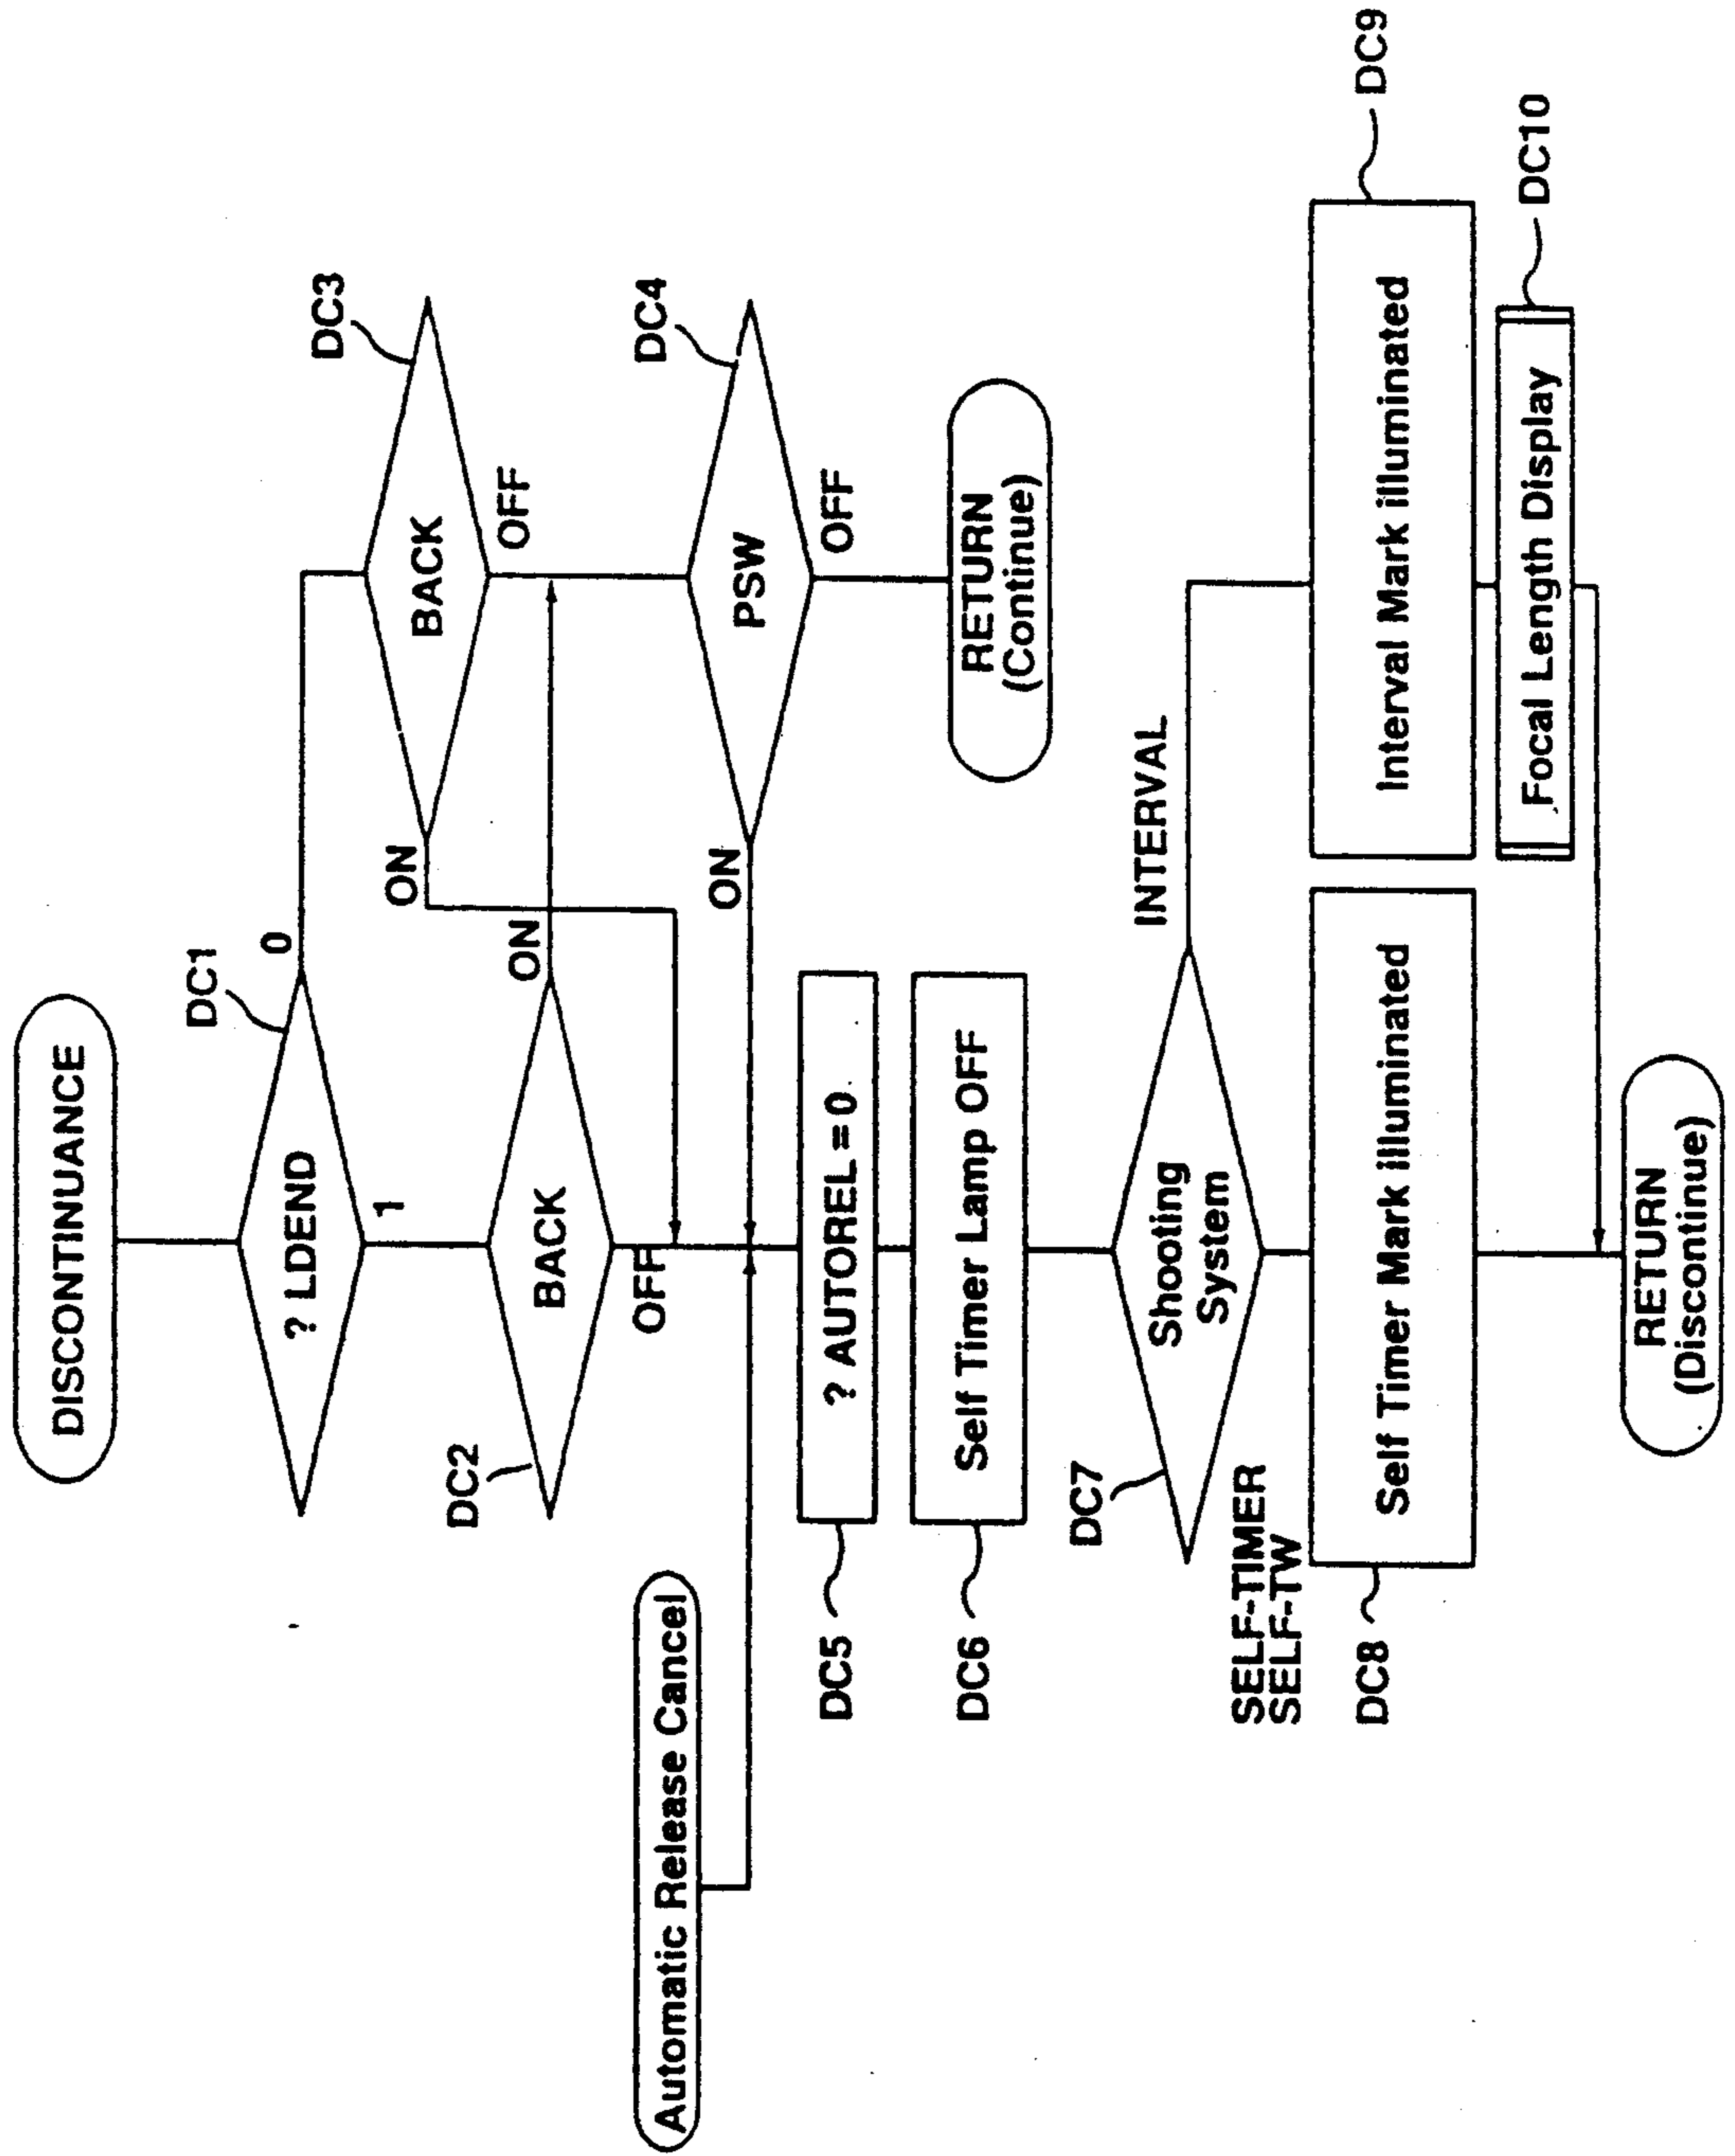 DISCONTINUANCE
DC1
? LDEND
0
1
DC3
BACK
ON
OFF
DC2
BACK
ON
OFF
DC4
PSW
ON
OFF
RETURN
(Continue)
Automatic Release Cancel
DC5
? AUTOREL = 0
DC6
Self Timer Lamp OFF
DC7
Shooting
System
INTERVAL
SELF-TIMER
SELF-TW
DC8
Self Timer Mark illuminated
DC9
Interval Mark illuminated
DC10
Focal Length Display
RETURN
(Discontinue)